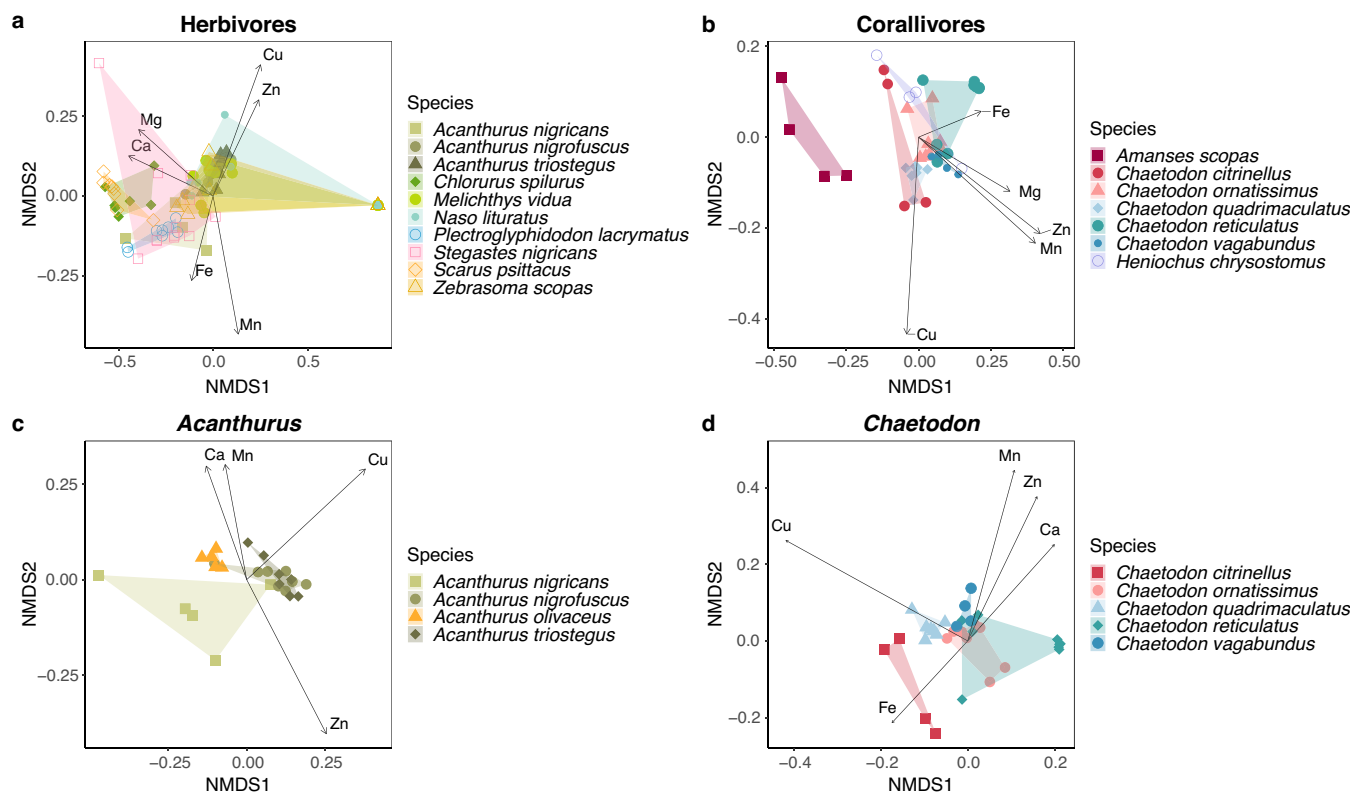 a
Herbivores
NMDS2
0.25
0.00
−0.25
Cu
Zn
Mg
Ca
Fe
Mn
−0.5
0.0
0.5
NMDS1
Species
Acanthurus nigricans
Acanthurus nigrofuscus
Acanthurus triostegus
Chlorurus spilurus
Melichthys vidua
Naso lituratus
Plectroglyphidodon lacrymatus
Stegastes nigricans
Scarus psittacus
Zebrasoma scopas
b
Corallivores
NMDS2
0.2
0.0
−0.2
−0.4
Fe
Mg
Zn
Mn
Cu
−0.50
−0.25
0.00
0.25
0.50
NMDS1
Species
Amanses scopas
Chaetodon citrinellus
Chaetodon ornatissimus
Chaetodon quadrimaculatus
Chaetodon reticulatus
Chaetodon vagabundus
Heniochus chrysostomus
c
Acanthurus
NMDS2
0.25
0.00
−0.25
Ca
Mn
Cu
Zn
−0.25
0.00
0.25
NMDS1
Species
Acanthurus nigricans
Acanthurus nigrofuscus
Acanthurus olivaceus
Acanthurus triostegus
d
Chaetodon
NMDS2
0.4
0.2
0.0
−0.2
Mn
Zn
Cu
Ca
Fe
−0.4
−0.2
0.0
0.2
NMDS1
Species
Chaetodon citrinellus
Chaetodon ornatissimus
Chaetodon quadrimaculatus
Chaetodon reticulatus
Chaetodon vagabundus